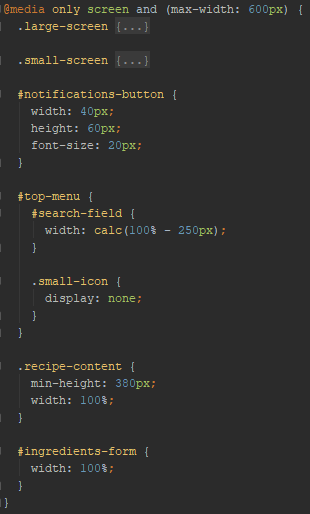 @media only screen and (max-width: 600px) {
.large-screen {...}
.small-screen {...}
#notifications-button {
width: 40px;
height: 60px;
font-size: 20px;
}
#top-menu {
#search-field {
width: calc(100% - 250px);
}
.small-icon {
display: none;
}
}
.recipe-content {
min-height: 380px;
width: 100%;
}
#ingredients-form {
width: 100%;
}
}